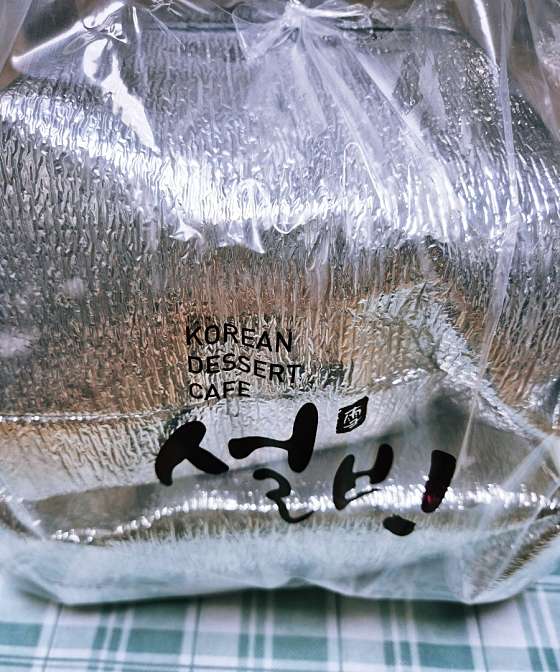 KOREAN
DESSERT
CAFE
雪
설빙